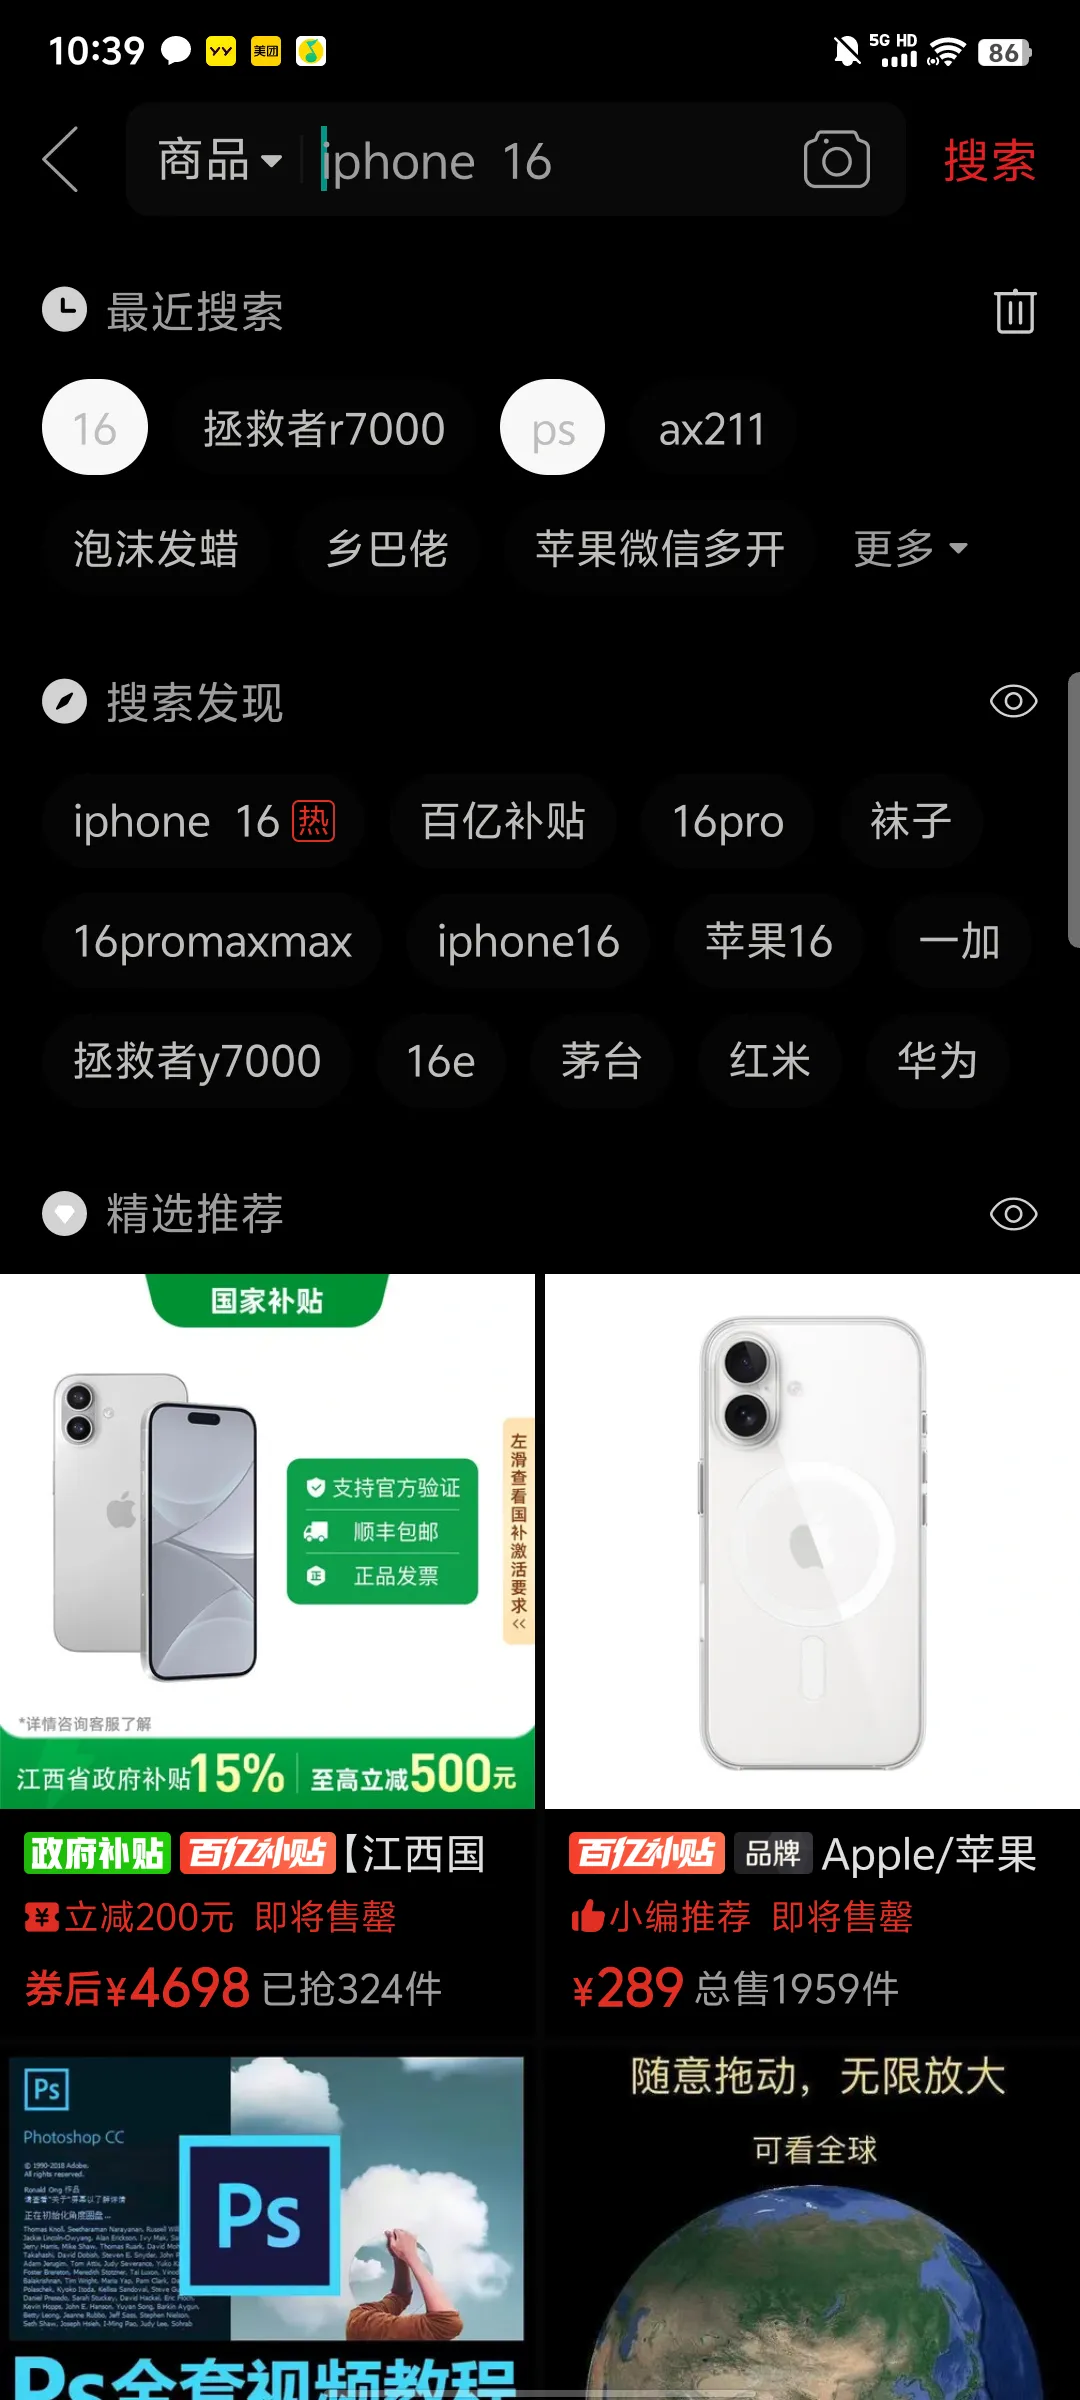 10:39 YY 美团 5G HD 86
商品 iphone 16 搜索
最近搜索
16 拯救者r7000 ps ax211
泡沫发蜡 乡巴佬 苹果微信多开 更多
搜索发现
iphone 16 热 百亿补贴 16pro 袜子
16promaxmax iphone16 苹果16 一加
拯救者y7000 16e 茅台 红米 华为
精选推荐
国家补贴
支持官方验证
顺丰包邮
正品发票
左滑查看国补激活要求 <<
*详情咨询客服了解
江西省政府补贴15% 至高立减500元
政府补贴 百亿补贴【江西国
立减200元 即将售罄
券后¥4698 已抢324件
百亿补贴 品牌 Apple/苹果
小编推荐 即将售罄
¥289 总售1959件
Ps
Photoshop CC
© 1990-2018 Adobe.
All rights reserved.
Ps
Ps全套视频教程
随意拖动，无限放大
可看全球